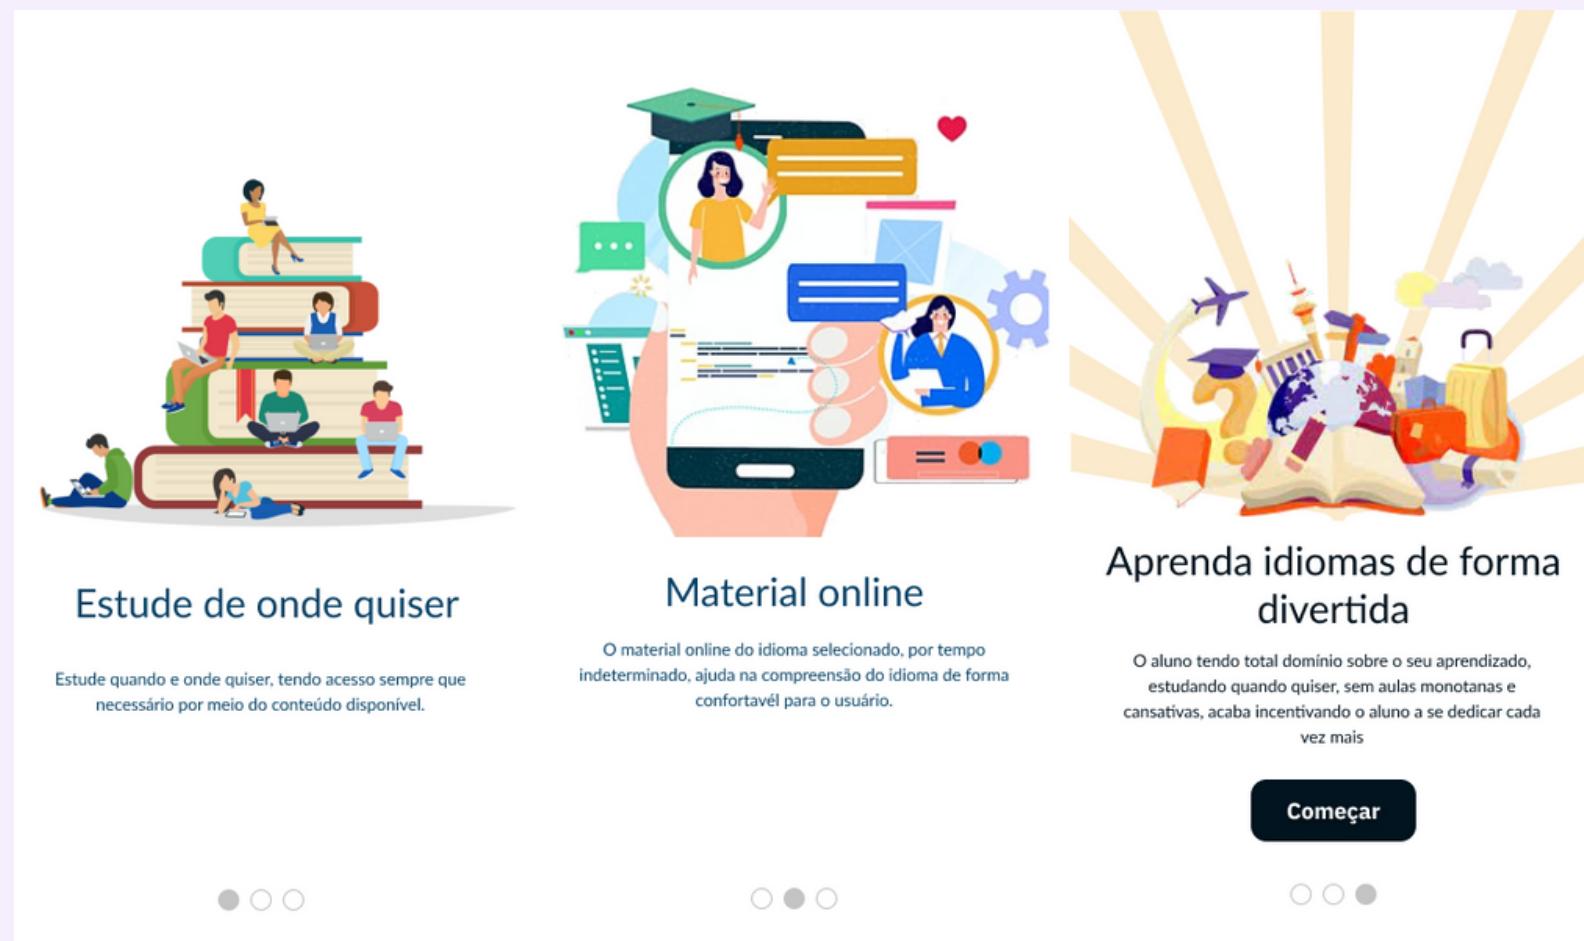 Estude de onde quiser
Estude quando e onde quiser, tendo acesso sempre que
necessário por meio do conteúdo disponível.
Material online
O material online do idioma selecionado, por tempo
indeterminado, ajuda na compreensão do idioma de forma
confortavél para o usuário.
Aprenda idiomas de forma
divertida
O aluno tendo total domínio sobre o seu aprendizado,
estudando quando quiser, sem aulas monotanas e
cansativas, acaba incentivando o aluno a se dedicar cada
vez mais
Começar